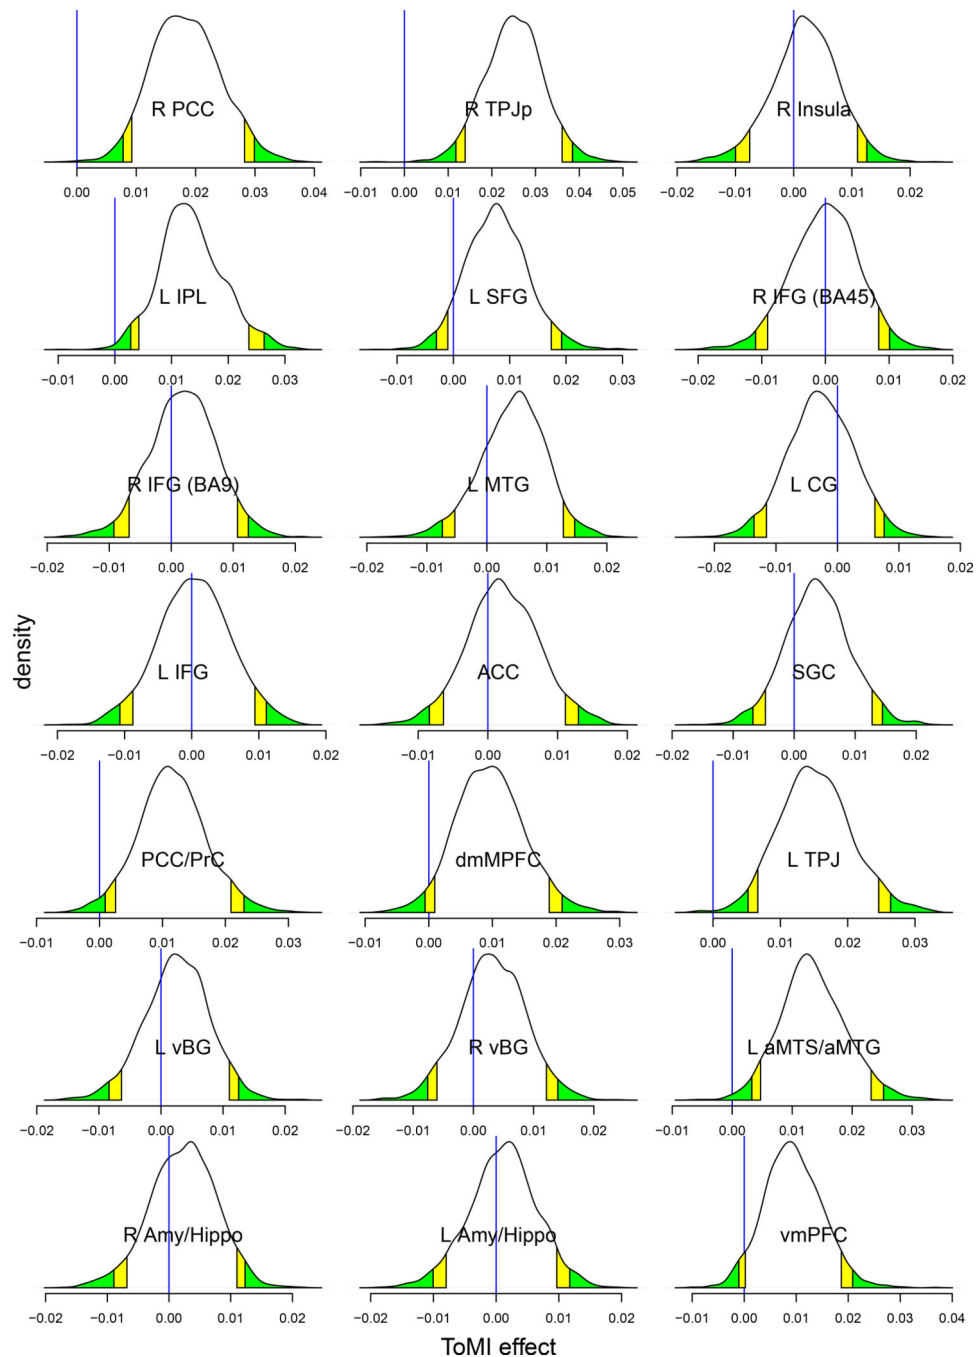 R PCC
R TPJp
R Insula
0.00 0.01 0.02 0.03 0.04
−0.01 0.00 0.01 0.02 0.03 0.04 0.05
−0.02 −0.01 0.00 0.01 0.02
L IPL
L SFG
R IFG (BA45)
−0.01 0.00 0.01 0.02 0.03
−0.01 0.00 0.01 0.02 0.03
−0.02 −0.01 0.00 0.01 0.02
R IFG (BA9)
L MTG
L CG
−0.02 −0.01 0.00 0.01 0.02
−0.02 −0.01 0.00 0.01 0.02
−0.02 −0.01 0.00 0.01 0.02
density
L IFG
ACC
SGC
−0.02 −0.01 0.00 0.01 0.02
−0.01 0.00 0.01 0.02
−0.02 −0.01 0.00 0.01 0.02
PCC/PrC
dmMPFC
L TPJ
−0.01 0.00 0.01 0.02 0.03
−0.01 0.00 0.01 0.02 0.03
0.00 0.01 0.02 0.03
L vBG
R vBG
L aMTS/aMTG
−0.02 −0.01 0.00 0.01 0.02
−0.02 −0.01 0.00 0.01 0.02
−0.01 0.00 0.01 0.02 0.03
R Amy/Hippo
L Amy/Hippo
vmPFC
−0.02 −0.01 0.00 0.01 0.02
−0.02 −0.01 0.00 0.01 0.02
−0.01 0.00 0.01 0.02 0.03 0.04
ToMI effect